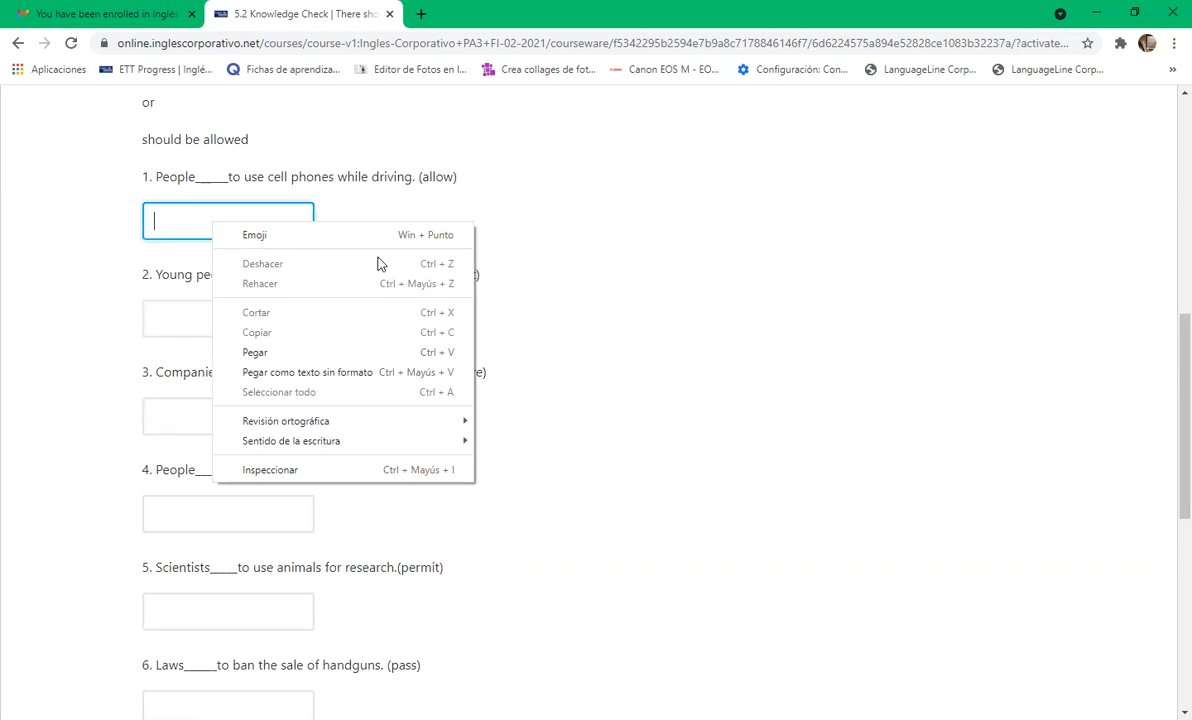 You have been enrolled in Inglés
5.2 Knowledge Check | There sho
online.inglescorporativo.net/courses/course-v1:Ingles-Corporativo+PA3+FI-02-2021/courseware/f5342295b2594e7b9a8c7178846146f7/6d6224575a894e52828ce1083b32237a/?activate...
Aplicaciones
ETT Progress | Inglé...
Fichas de aprendiza...
Editor de Fotos en l...
Crea collages de fot...
Canon EOS M - EO...
Configuración: Con...
LanguageLine Corp...
LanguageLine Corp...
»
or
should be allowed
1. People______to use cell phones while driving. (allow)
Emoji Win + Punto
Deshacer Ctrl + Z
2. Young pe
Rehacer Ctrl + Mayús + Z
Cortar Ctrl + X
Copiar Ctrl + C
Pegar Ctrl + V
3. Companie
Pegar como texto sin formato Ctrl + Mayús + V
e)
Seleccionar todo Ctrl + A
Revisión ortográfica
Sentido de la escritura
4. People___
Inspeccionar Ctrl + Mayús + I
5. Scientists_____to use animals for research.(permit)
6. Laws______to ban the sale of handguns. (pass)